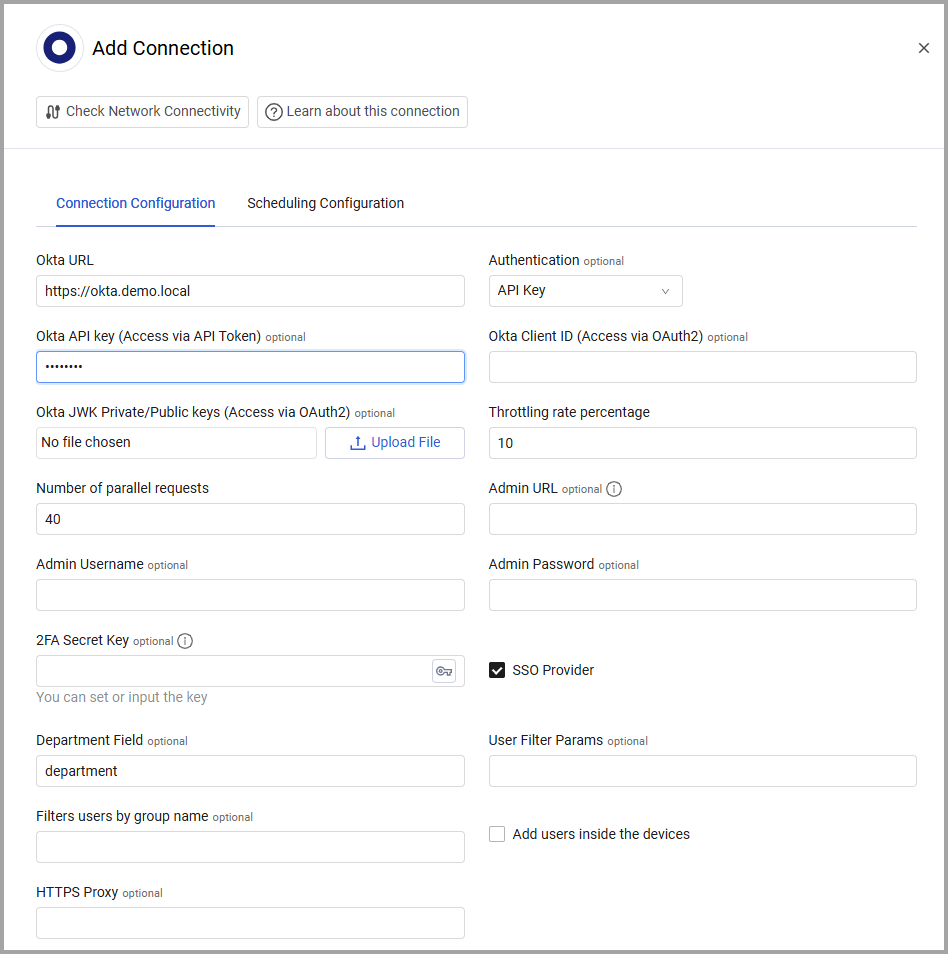 Add Connection
Check Network Connectivity
Learn about this connection
Connection Configuration
Scheduling Configuration
Okta URL
Authentication optional
https://okta.demo.local
API Key
Okta API key (Access via API Token) optional
Okta Client ID (Access via OAuth2) optional
••••••••
Okta JWK Private/Public keys (Access via OAuth2) optional
Throttling rate percentage
No file chosen
Upload File
10
Number of parallel requests
Admin URL optional
40
Admin Username optional
Admin Password optional
2FA Secret Key optional
SSO Provider
You can set or input the key
Department Field optional
User Filter Params optional
department
Filters users by group name optional
Add users inside the devices
HTTPS Proxy optional